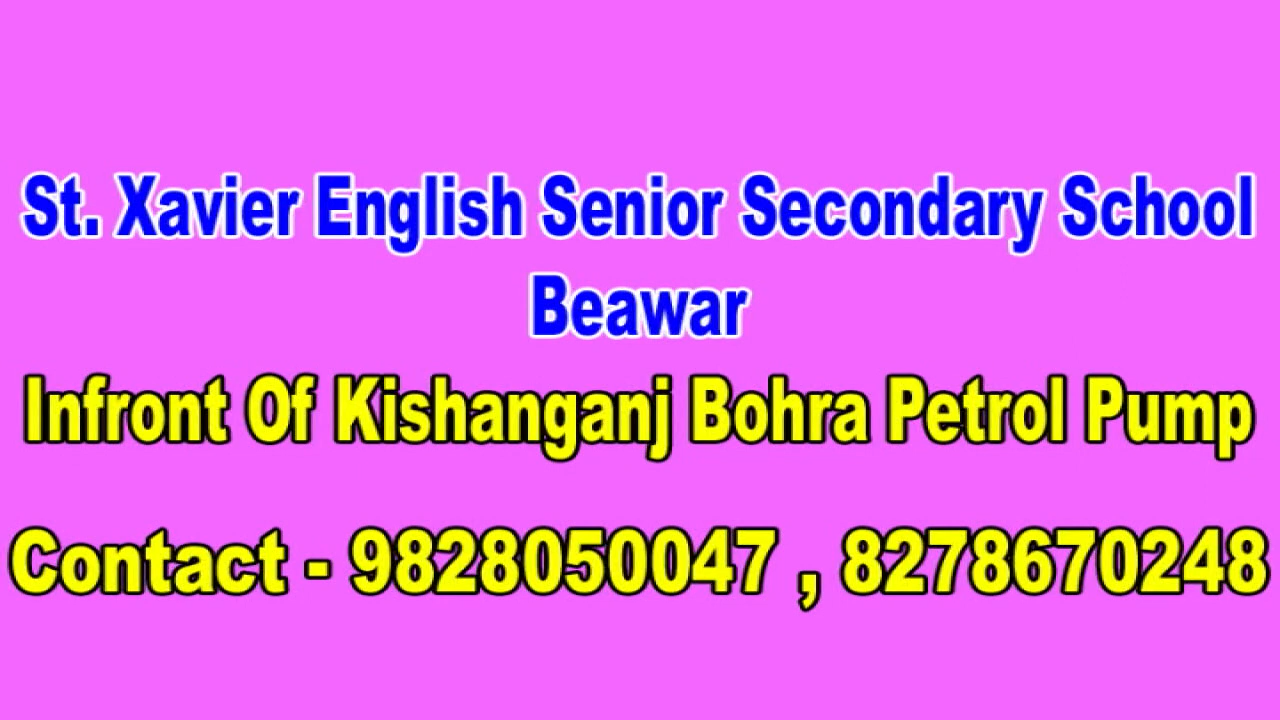 St. Xavier English Senior Secondary School
Beawar
Infront Of Kishanganj Bohra Petrol Pump
Contact - 9828050047 , 8278670248